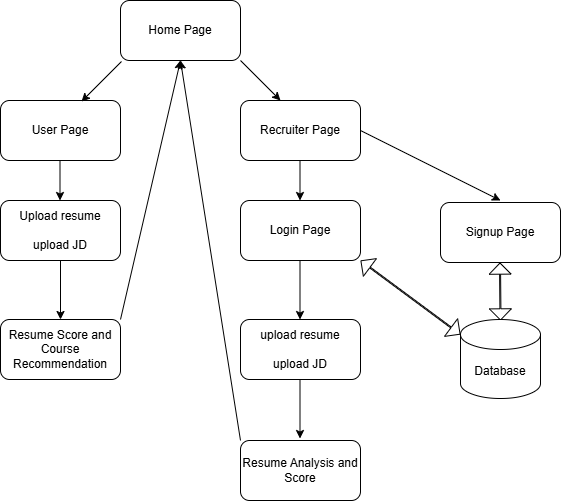 Home Page
User Page
Recruiter Page
Upload resume
upload JD
Login Page
Signup Page
Resume Score and
Course
Recommendation
upload resume
upload JD
Database
Resume Analysis and
Score